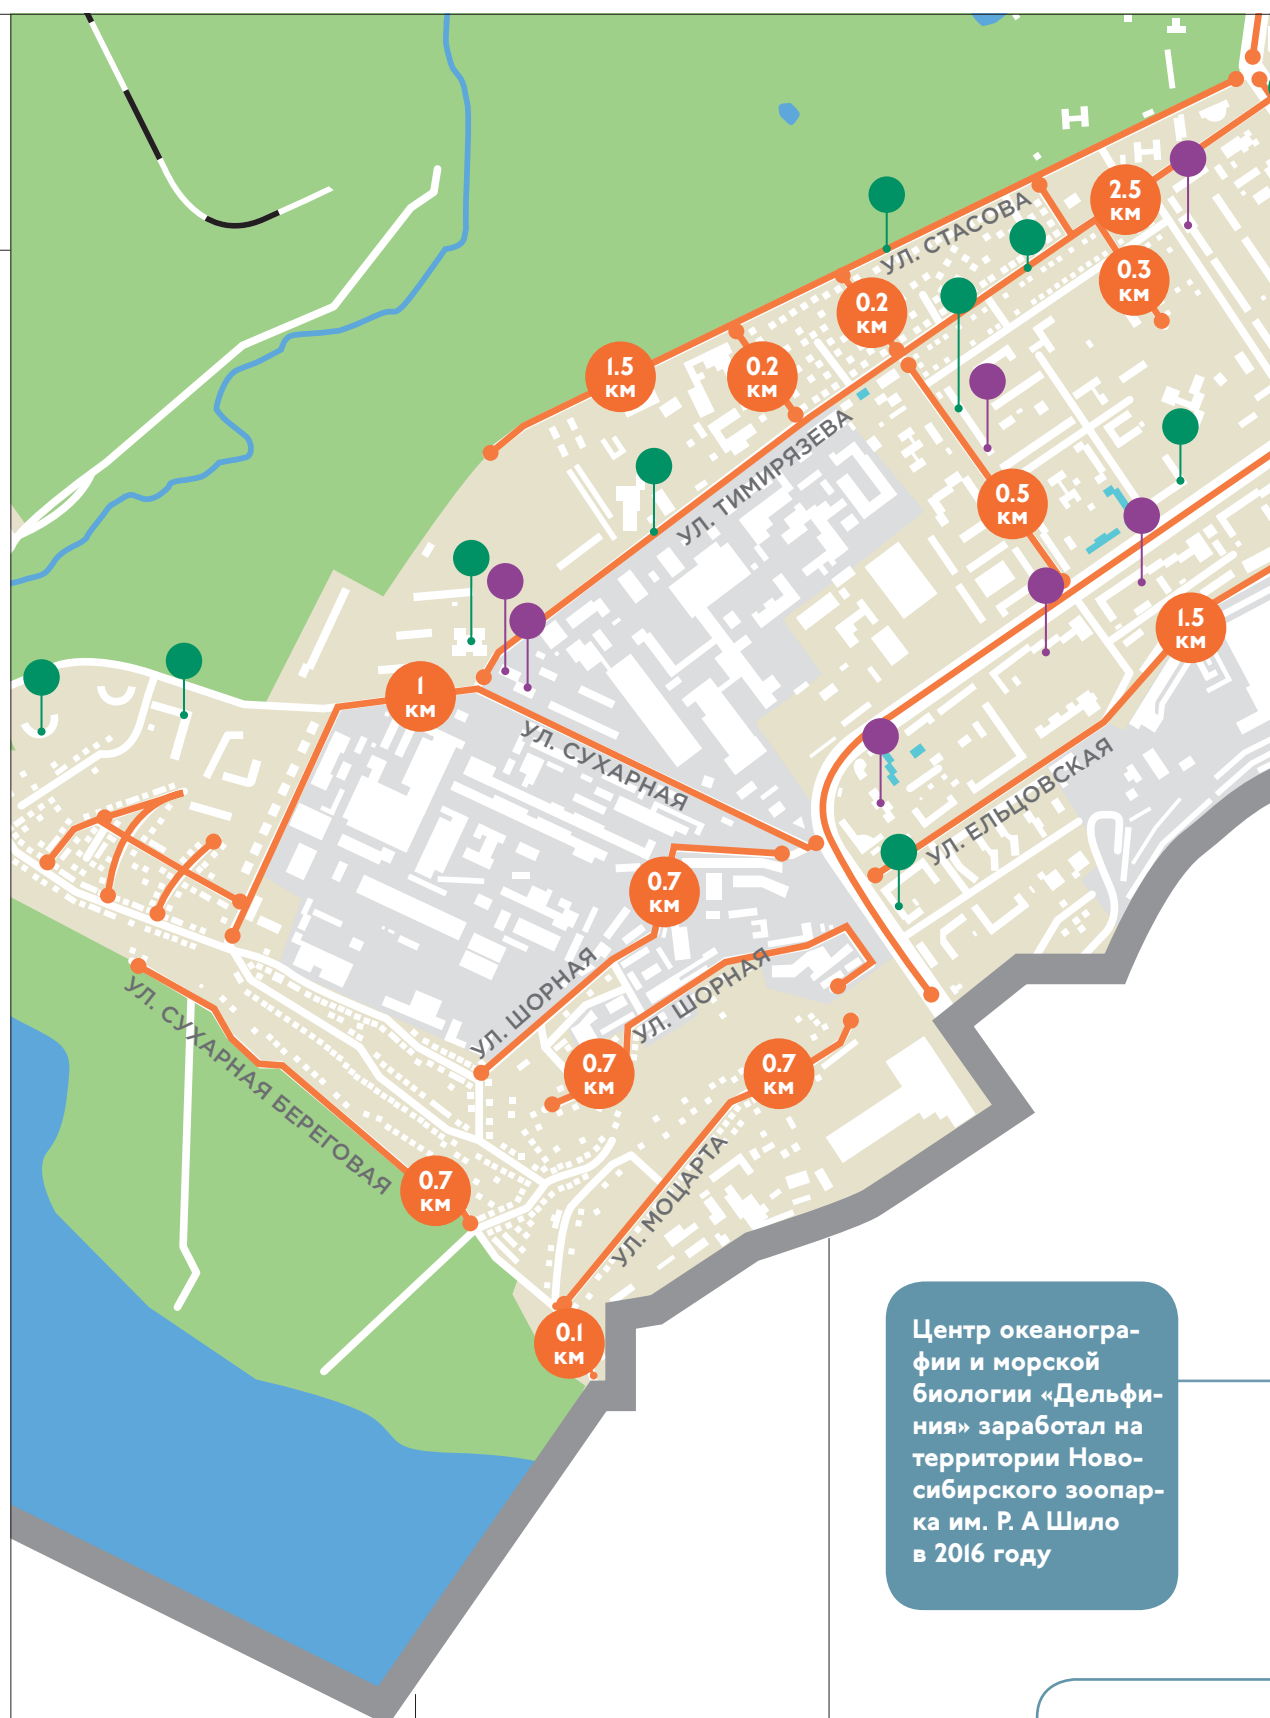 2.5
км
УЛ. СТАСОВА
0.3
км
0.2
км
1.5
км
0.2
км
УЛ. ТИМИРЯЗЕВА
0.5
км
1.5
км
1
км
УЛ. СУХАРНАЯ
УЛ. ЕЛЬЦОВСКАЯ
0.7
км
УЛ. ШОРНАЯ
УЛ. ШОРНАЯ
УЛ. СУХАРНАЯ БЕРЕГОВАЯ
0.7
км
0.7
км
0.7
км
УЛ. МОЦАРТА
0.1
км
Центр океаногра-
фии и морской
биологии «Дельфи-
ния» заработал на
территории Ново-
сибирского зоопар-
ка им. Р. А Шило
в 2016 году